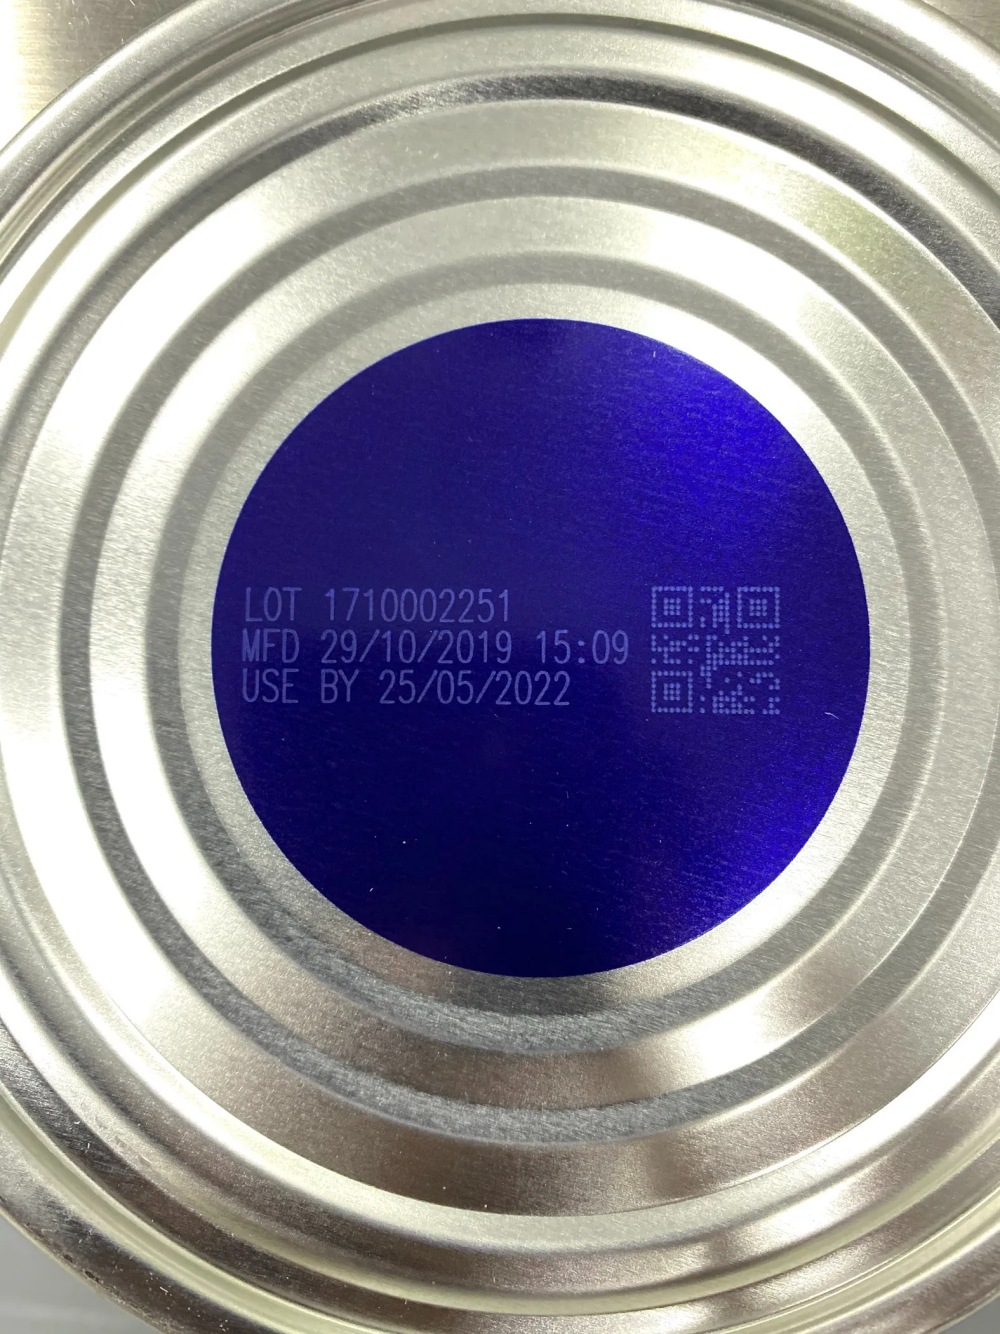 LOT 1710002251
MFD 29/10/2019 15:09
USE BY 25/05/2022